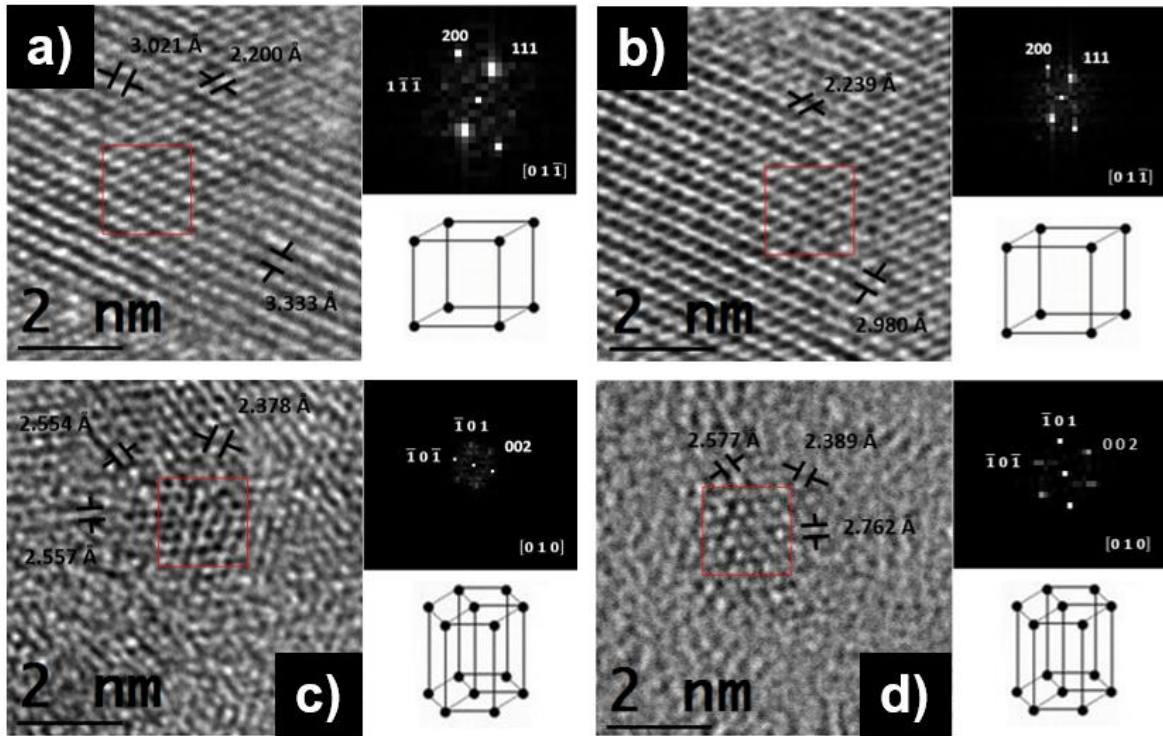 a)
3.021 Å
2.200 Å
3.333 Å
2 nm
200
111
1 1̅ 1̅
[0 1 1̅]
b)
2.239 Å
2.980 Å
2 nm
200
111
[0 1 1̅]
c)
2.554 Å
2.378 Å
2.557 Å
2 nm
1̅ 0 1
1̅ 0 1̅
002
[0 1 0]
d)
2.577 Å
2.389 Å
2.762 Å
2 nm
1̅ 0 1
1̅ 0 1̅
0 0 2
[0 1 0]